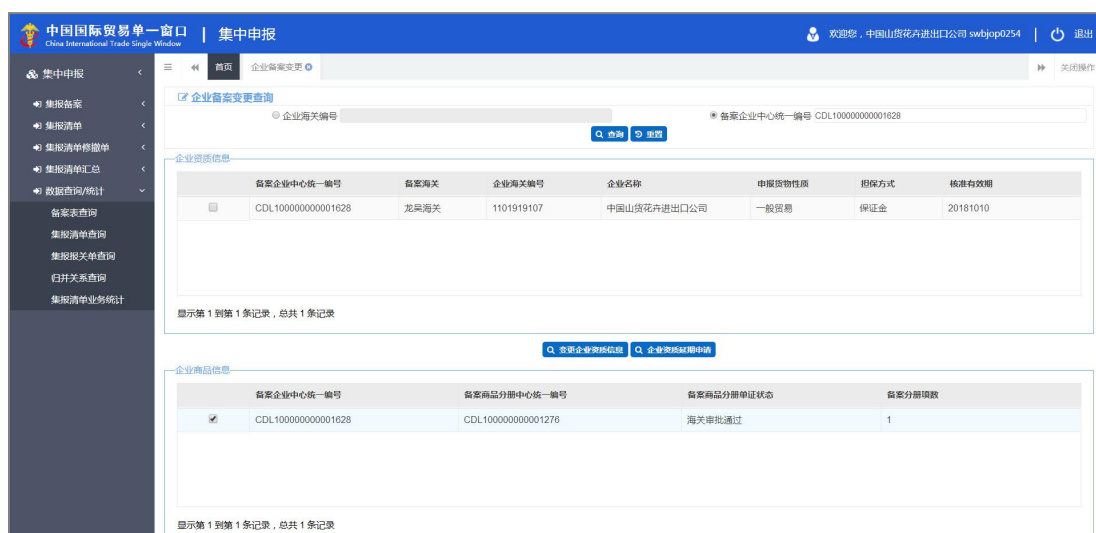 中国国际贸易单一窗口 | 集中申报
China International Trade Single Window
欢迎您，中国山货花卉进出口公司 swbjop0254 | 退出
集中申报
首页 企业备案变更 关闭操作
集报备案
集报清单
集报清单修撤单
集报清单汇总
数据查询/统计
备案表查询
集报清单查询
集报报关单查询
归并关系查询
集报清单业务统计
企业备案变更查询
企业海关编号 备案企业中心统一编号 CDL100000000001628
查询 重置
企业资质信息
备案企业中心统一编号 备案海关 企业海关编号 企业名称 申报货物性质 担保方式 核准有效期
CDL100000000001628 龙吴海关 1101919107 中国山货花卉进出口公司 一般贸易 保证金 20181010
显示第 1 到第 1 条记录，总共 1 条记录
变更企业资质信息 企业资质延期申请
企业商品信息
备案企业中心统一编号 备案商品分册中心统一编号 备案商品分册单证状态 备案分册项数
CDL100000000001628 CDL100000000001276 海关审批通过 1
显示第 1 到第 1 条记录，总共 1 条记录